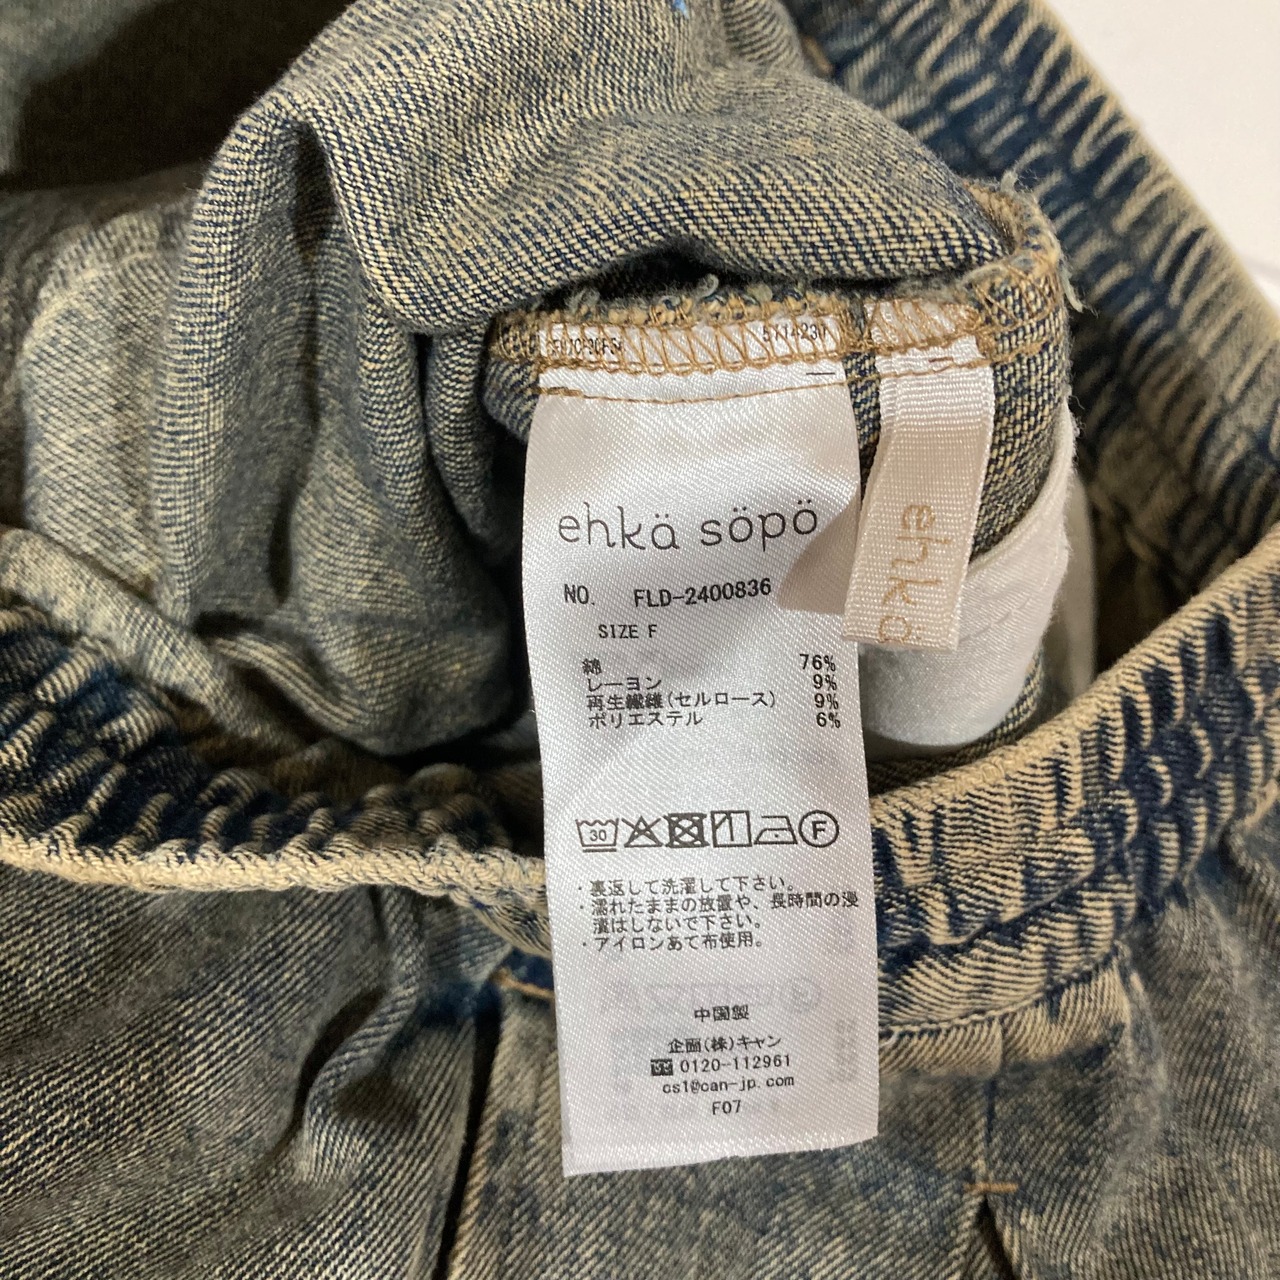 ehkä söpö
NO. FLD-2400836
SIZE F
綿 76%
レーヨン 9%
再生繊維(セルロース) 9%
ポリエステル 6%
30
F
・裏返して洗濯して下さい。
・濡れたままの放置や、長時間の浸
漬はしないで下さい。
・アイロンあて布使用。
中国製
企画(株)キャン
0120-112961
cs1@can-jp.com
F07
ehkä